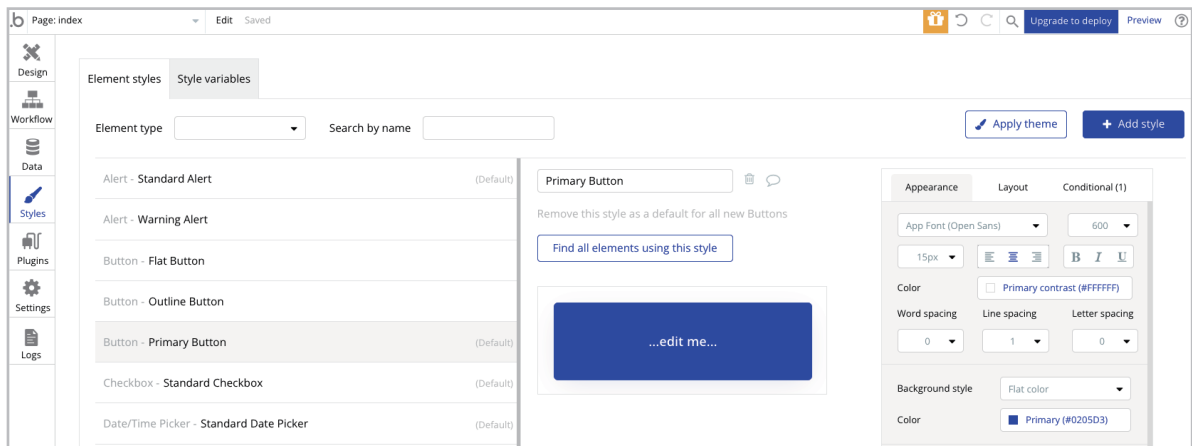 .b Page: index Edit Saved Upgrade to deploy Preview ?
Design
Workflow
Data
Styles
Plugins
Settings
Logs
Element styles Style variables
Element type Search by name Apply theme + Add style
Alert - Standard Alert (Default)
Alert - Warning Alert
Button - Flat Button
Button - Outline Button
Button - Primary Button (Default)
Checkbox - Standard Checkbox (Default)
Date/Time Picker - Standard Date Picker (Default)
Primary Button
Remove this style as a default for all new Buttons
Find all elements using this style
...edit me...
Appearance Layout Conditional (1)
App Font (Open Sans) 600
15px B I U
Color Primary contrast (#FFFFFF)
Word spacing Line spacing Letter spacing
0 1 0
Background style Flat color
Color Primary (#0205D3)